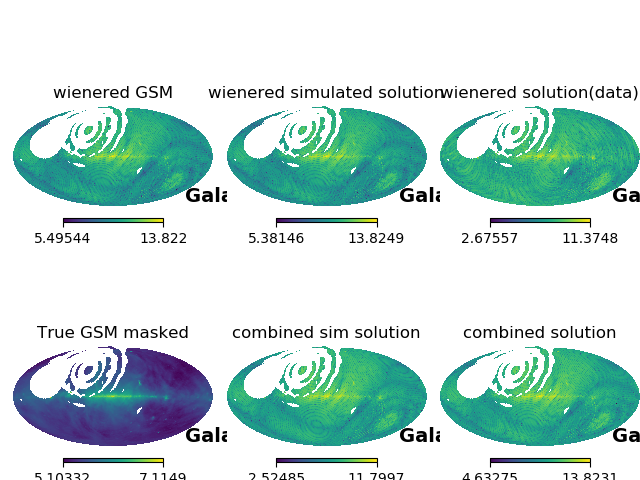 wienered GSM
wienered simulated solution
wienered solution(data)
Gala
Gala
Ga
5.49544 13.822
5.38146 13.8249
2.67557 11.3748
True GSM masked
combined sim solution
combined solution
Gala
Gala
Ga
5.10332 7.1149
2.52485 11.7997
4.63275 13.8231